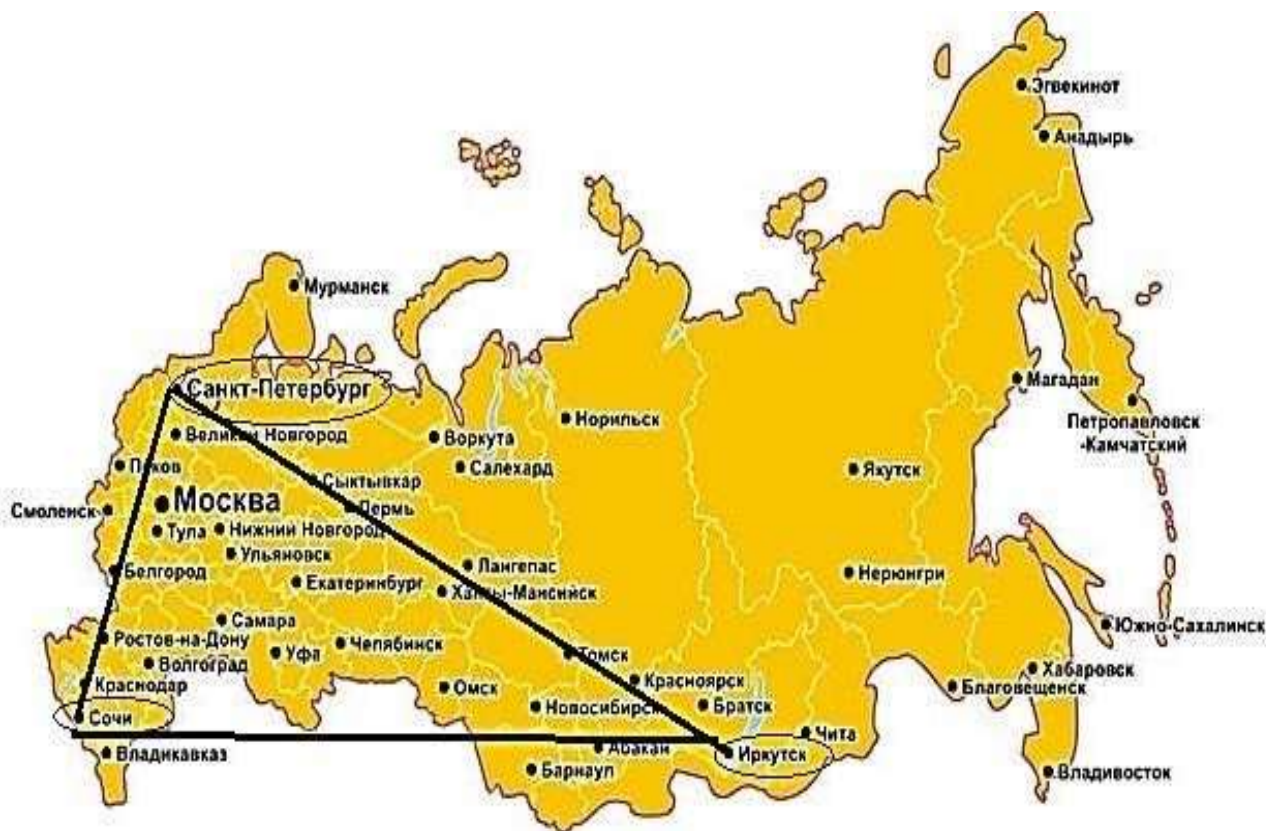 Эгвекинот
Анадырь
Мурманск
Санкт-Петербург
Магадан
Петропавловск
-Камчатский
Норильск
Великий Новгород
Воркута
Псков
Салехард
Якутск
Сыктывкар
Москва
Пермь
Смоленск
Тула
Нижний Новгород
Ульяновск
Лангепас
Белгород
Нерюнгри
Екатеринбург
Ханты-Мансийск
Самара
Южно-Сахалинск
Ростов-на-Дону
Челябинск
Уфа
Томск
Волгоград
Хабаровск
Красноярск
Краснодар
Омск
Благовещенск
Новосибирск
Братск
Сочи
Чита
Абакан
Владикавказ
Иркутск
Барнаул
Владивосток